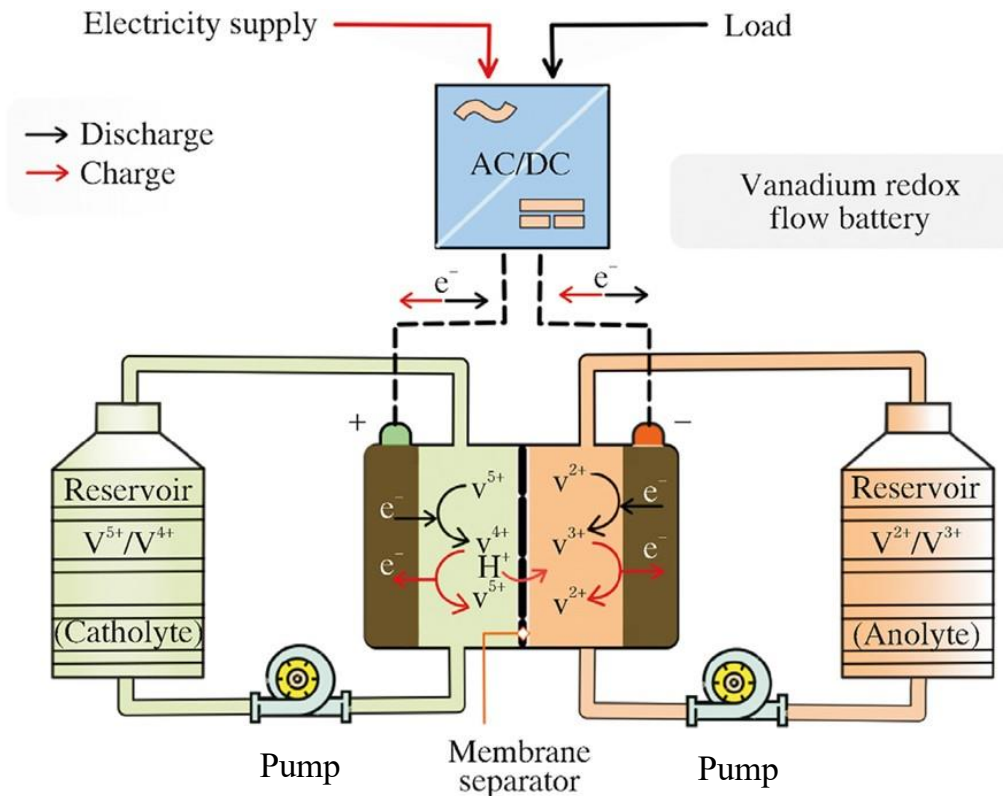 Electricity supply
Load
Discharge
Charge
AC/DC
Vanadium redox
flow battery
e⁻
e⁻
+
−
Reservoir
V⁵⁺/V⁴⁺
(Catholyte)
e⁻
v⁵⁺
v⁴⁺
e⁻
H⁺
v⁵⁺
v²⁺
e⁻
v³⁺
e⁻
v²⁺
Reservoir
V²⁺/V³⁺
(Anolyte)
Pump
Membrane
separator
Pump